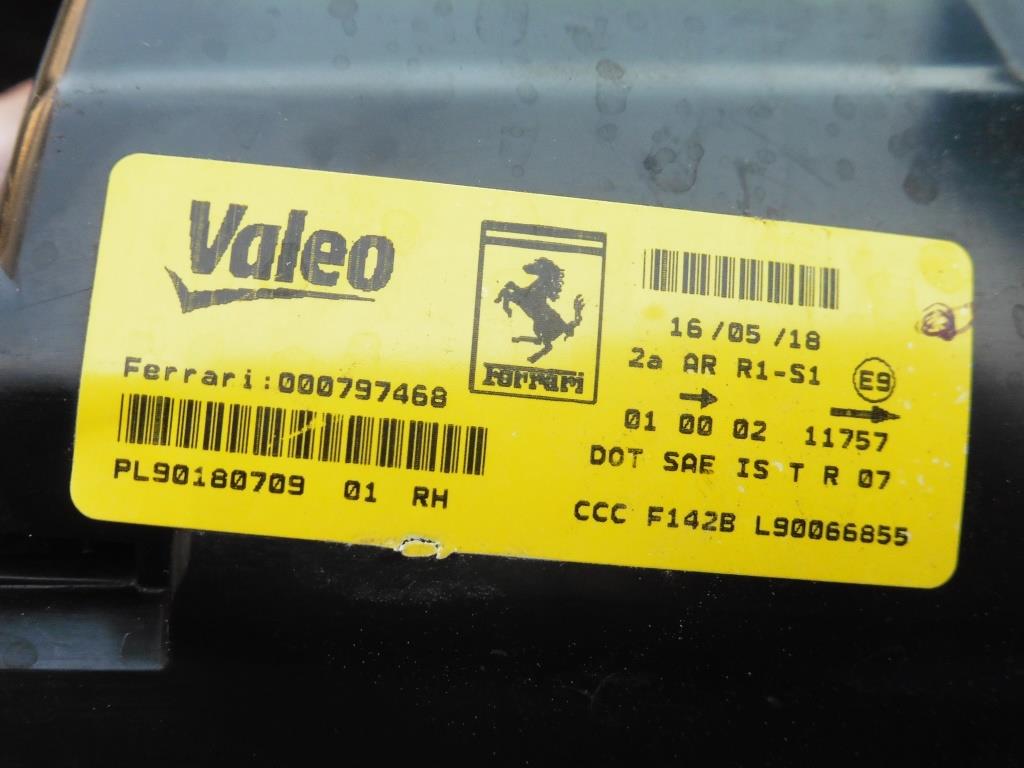 Valeo
Ferrari:000797468
PL90180709 01 RH
Ferrari
16/05/18
2a AR R1-S1
E9
01 00 02 11757
DOT SAE IS T R 07
CCC F142B L90066855